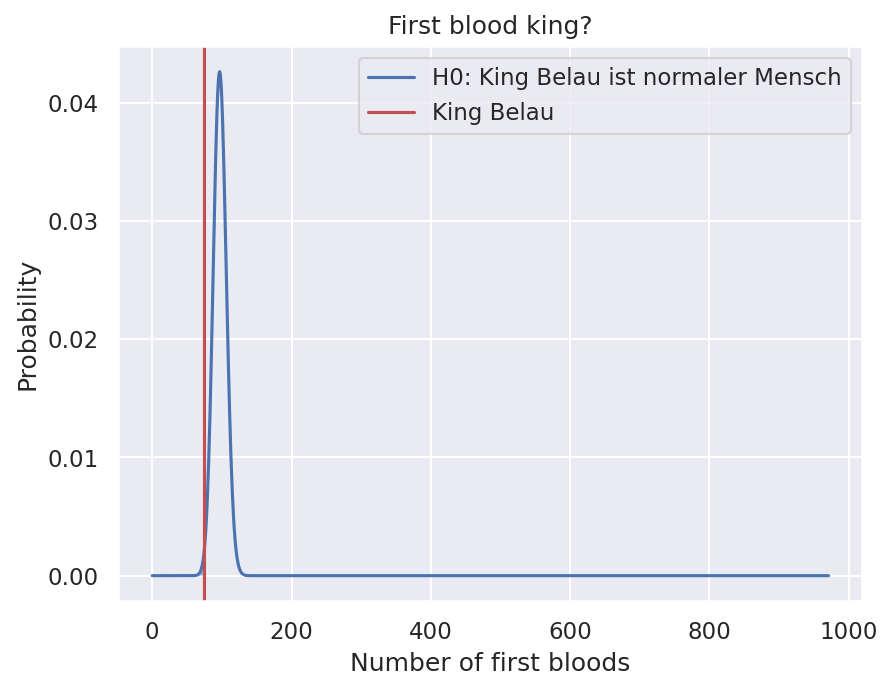 First blood king?
H0: King Belau ist normaler Mensch
King Belau
Probability
0.04
0.03
0.02
0.01
0.00
0 200 400 600 800 1000
Number of first bloods